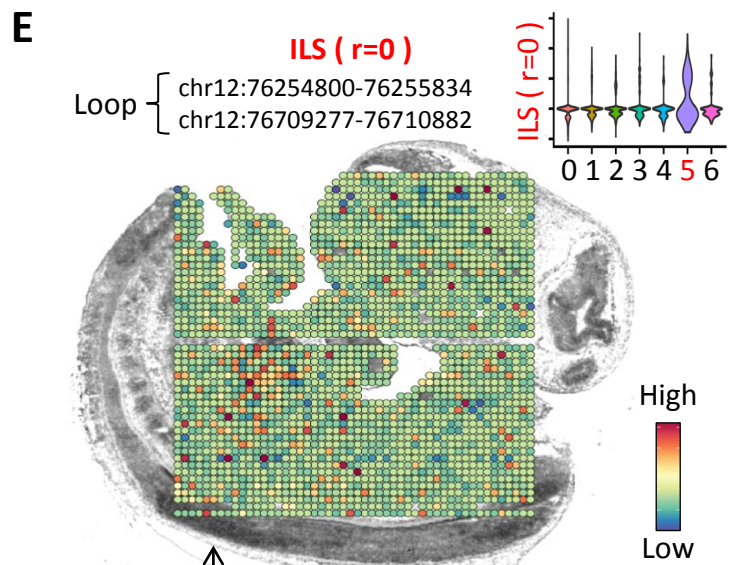 E
ILS ( r=0 )
Loop
chr12:76254800-76255834
chr12:76709277-76710882
ILS ( r=0 )
0 1 2 3 4 5 6
High
Low